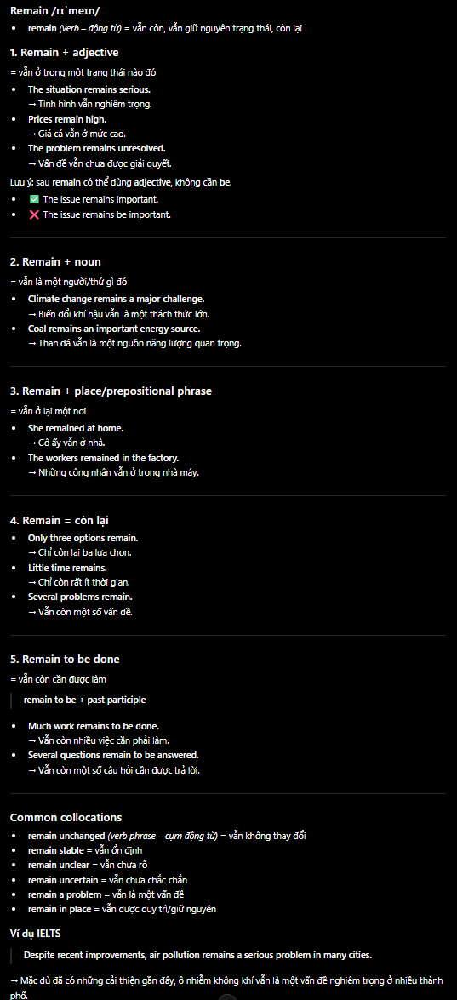 Remain /rɪˈmeɪn/
• remain (verb – động từ) = vẫn còn, vẫn giữ nguyên trạng thái, còn lại
1. Remain + adjective
= vẫn ở trong một trạng thái nào đó
• The situation remains serious.
→ Tình hình vẫn nghiêm trọng.
• Prices remain high.
→ Giá cả vẫn ở mức cao.
• The problem remains unresolved.
→ Vấn đề vẫn chưa được giải quyết.
Lưu ý: sau remain có thể dùng adjective, không cần be.
• ✅ The issue remains important.
• ❌ The issue remains be important.
2. Remain + noun
= vẫn là một người/thứ gì đó
• Climate change remains a major challenge.
→ Biến đổi khí hậu vẫn là một thách thức lớn.
• Coal remains an important energy source.
→ Than đá vẫn là một nguồn năng lượng quan trọng.
3. Remain + place/prepositional phrase
= vẫn ở lại một nơi
• She remained at home.
→ Cô ấy vẫn ở nhà.
• The workers remained in the factory.
→ Những công nhân vẫn ở trong nhà máy.
4. Remain = còn lại
• Only three options remain.
→ Chỉ còn lại ba lựa chọn.
• Little time remains.
→ Chỉ còn rất ít thời gian.
• Several problems remain.
→ Vẫn còn một số vấn đề.
5. Remain to be done
= vẫn còn cần được làm
remain to be + past participle
• Much work remains to be done.
→ Vẫn còn nhiều việc cần phải làm.
• Several questions remain to be answered.
→ Vẫn còn một số câu hỏi cần được trả lời.
Common collocations
• remain unchanged (verb phrase – cụm động từ) = vẫn không thay đổi
• remain stable = vẫn ổn định
• remain unclear = vẫn chưa rõ
• remain uncertain = vẫn chưa chắc chắn
• remain a problem = vẫn là một vấn đề
• remain in place = vẫn được duy trì/giữ nguyên
Ví dụ IELTS
Despite recent improvements, air pollution remains a serious problem in many cities.
→ Mặc dù đã có những cải thiện gần đây, ô nhiễm không khí vẫn là một vấn đề nghiêm trọng ở nhiều thành
phố.